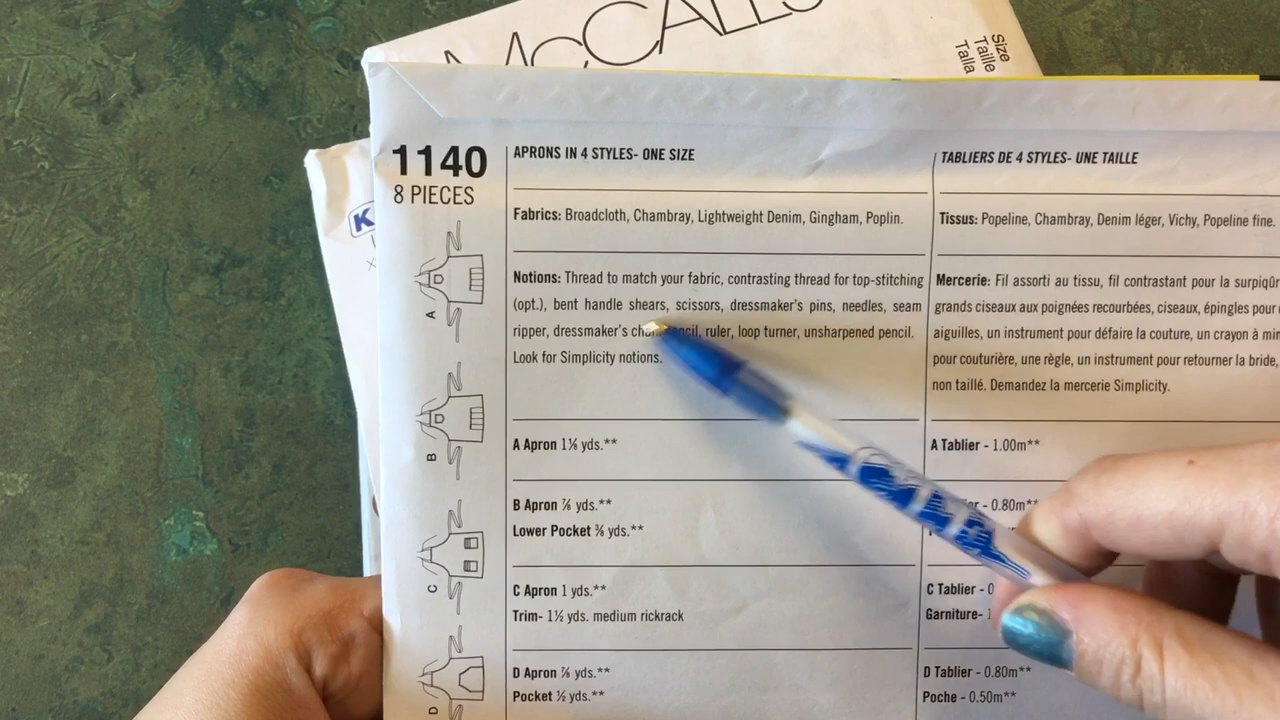 McCALL'S
Size
Taille
Talla
K
1140
8 PIECES
A
B
C
D
APRONS IN 4 STYLES- ONE SIZE
Fabrics: Broadcloth, Chambray, Lightweight Denim, Gingham, Poplin.
Notions: Thread to match your fabric, contrasting thread for top-stitching
(opt.), bent handle shears, scissors, dressmaker's pins, needles, seam
ripper, dressmaker's pencil, ruler, loop turner, unsharpened pencil.
Look for Simplicity notions.
A Apron 1⅛ yds.**
B Apron ⅞ yds.**
Lower Pocket ⅜ yds.**
C Apron 1 yds.**
Trim- 1½ yds. medium rickrack
D Apron ⅞ yds.**
Pocket ½ yds.**
TABLIERS DE 4 STYLES- UNE TAILLE
Tissus: Popeline, Chambray, Denim léger, Vichy, Popeline fine.
Mercerie: Fil assorti au tissu, fil contrastant pour la surpiqû
grands ciseaux aux poignées recourbées, ciseaux, épingles pour
aiguilles, un instrument pour défaire la couture, un crayon à
pour couturière, une règle, un instrument pour retourner la bride,
non taillé. Demandez la mercerie Simplicity.
A Tablier - 1.00m**
- 0.80m**
C Tablier - 0
Garniture-
D Tablier - 0.80m**
Poche - 0.50m**